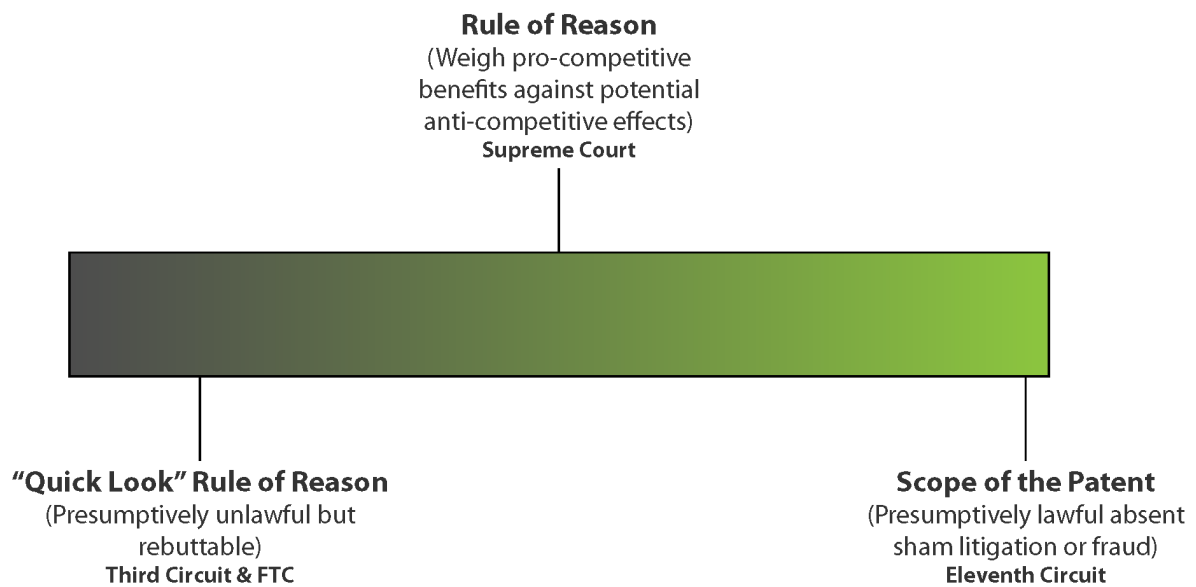 Rule of Reason
(Weigh pro-competitive
benefits against potential
anti-competitive effects)
Supreme Court
“Quick Look” Rule of Reason
(Presumptively unlawful but
rebuttable)
Third Circuit & FTC
Scope of the Patent
(Presumptively lawful absent
sham litigation or fraud)
Eleventh Circuit